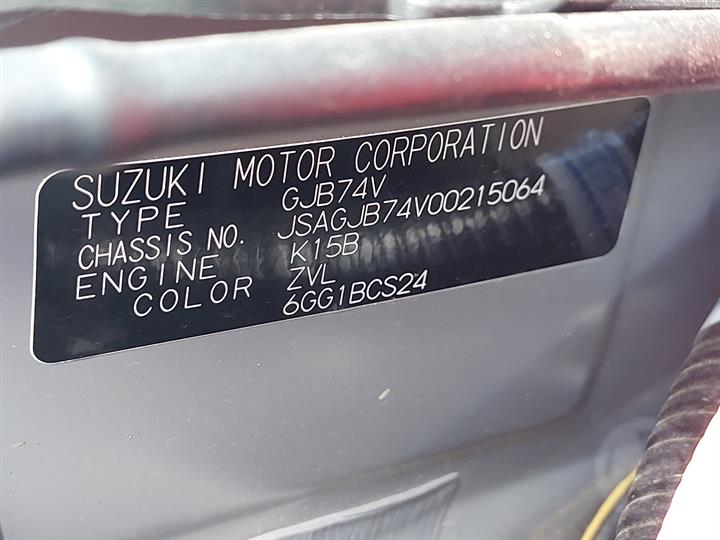 SUZUKI MOTOR CORPORATION
TYPE GJB74V
CHASSIS NO. JSAGJB74V00215064
ENGINE K15B
COLOR ZVL
6GG1BCS24